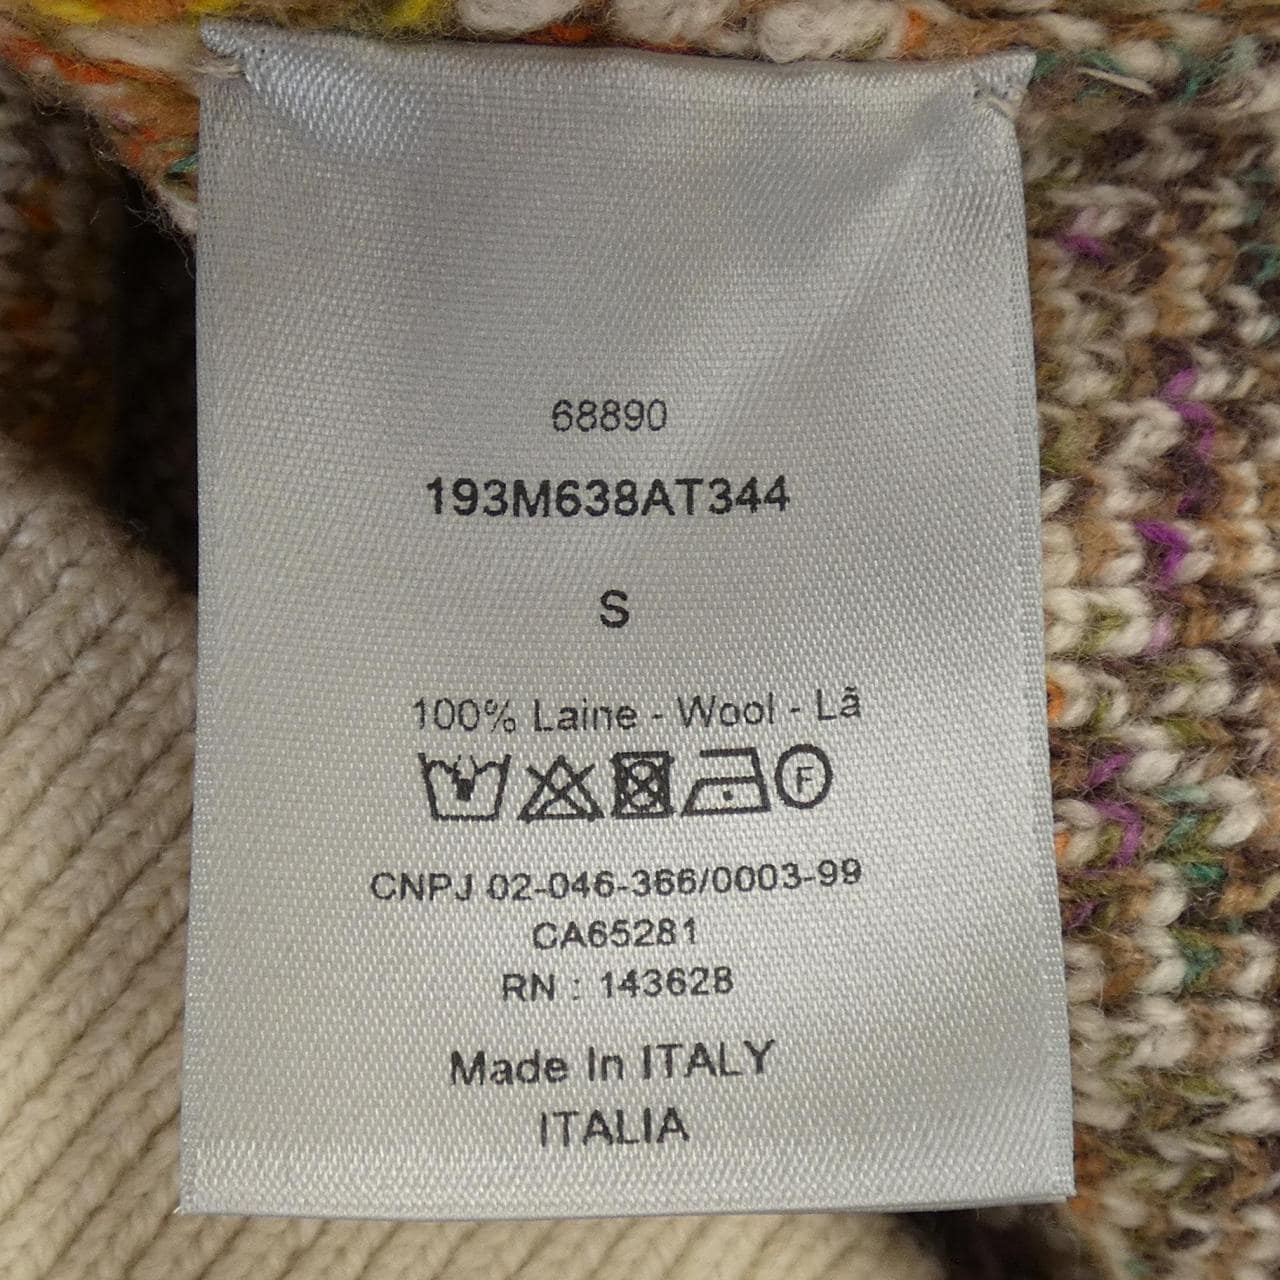 68890
193M638AT344
S
100% Laine - Wool - Lã
F
CNPJ 02-046-366/0003-99
CA65281
RN : 143628
Made In ITALY
ITALIA